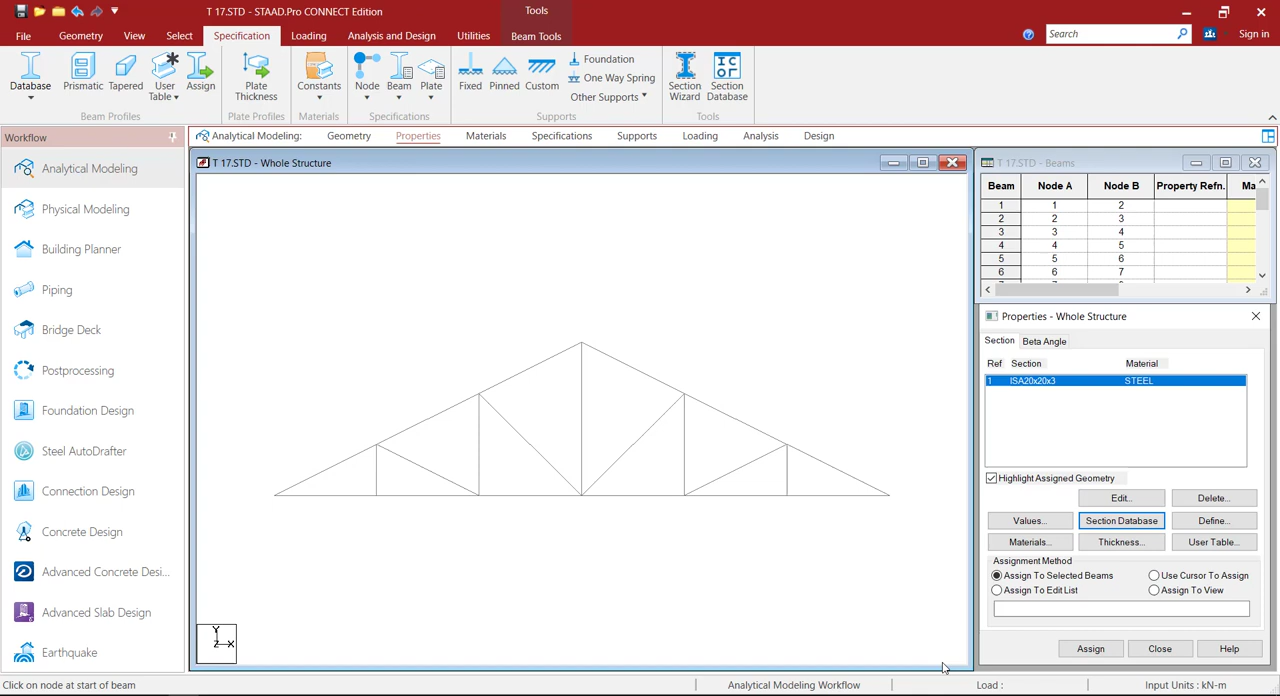 T 17.STD - STAAD.Pro CONNECT Edition
Tools
File
Geometry
View
Select
Specification
Loading
Analysis and Design
Utilities
Beam Tools
Search
Sign in
Database
Prismatic
Tapered
User Table
Assign
Beam Profiles
Plate Thickness
Plate Profiles
Constants
Materials
Node
Beam
Plate
Specifications
Fixed
Pinned
Custom
Foundation
One Way Spring
Other Supports
Supports
Section Wizard
Section Database
Tools
Workflow
Analytical Modeling:
Geometry
Properties
Materials
Specifications
Supports
Loading
Analysis
Design
Analytical Modeling
Physical Modeling
Building Planner
Piping
Bridge Deck
Postprocessing
Foundation Design
Steel AutoDrafter
Connection Design
Concrete Design
Advanced Concrete Desi...
Advanced Slab Design
Earthquake
T 17.STD - Whole Structure
Y
Z X
T 17.STD - Beams
Beam Node A Node B Property Refn. Ma
1 1 2
2 2 3
3 3 4
4 4 5
5 5 6
6 6 7
Properties - Whole Structure
Section Beta Angle
Ref Section Material
1 ISA20x20x3 STEEL
Highlight Assigned Geometry
Edit... Delete...
Values... Section Database Define...
Materials... Thickness... User Table...
Assignment Method
Assign To Selected Beams Use Cursor To Assign
Assign To Edit List Assign To View
Assign Close Help
Click on node at start of beam
Analytical Modeling Workflow
Load :
Input Units : kN-m